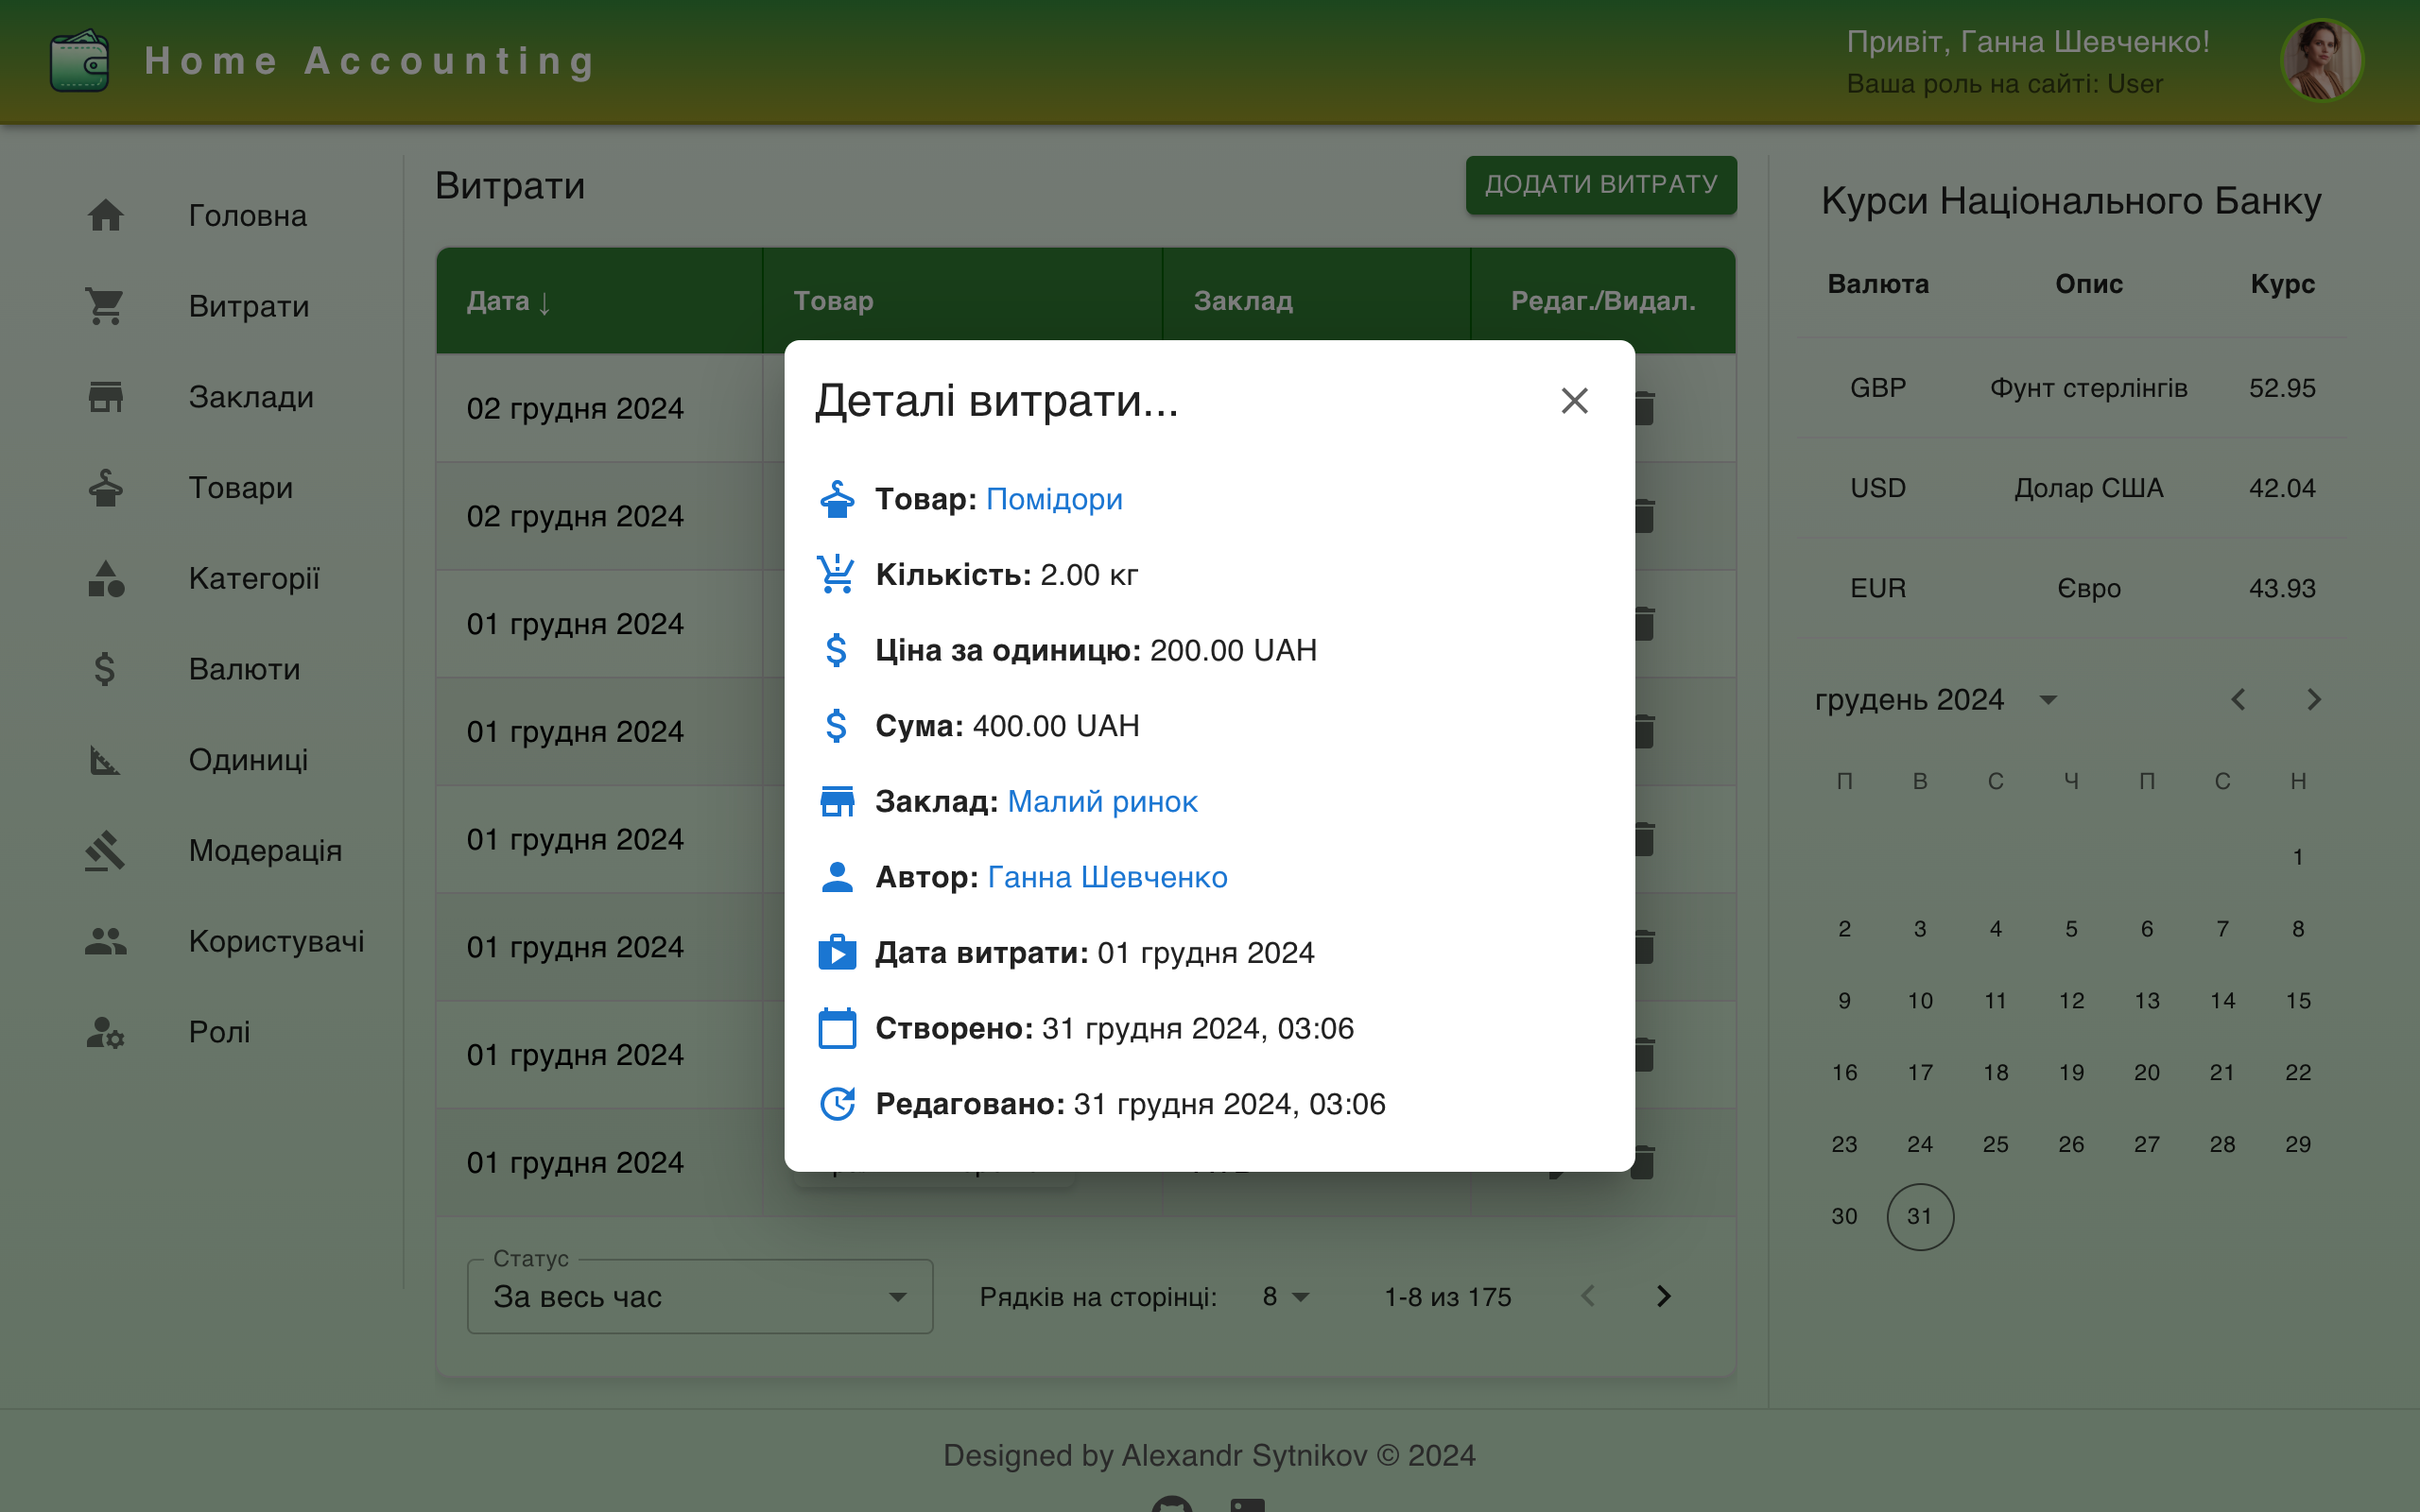 Home Accounting
Привіт, Ганна Шевченко!
Ваша роль на сайті: User
Головна
Витрати
Заклади
Товари
Категорії
Валюти
Одиниці
Модерація
Користувачі
Ролі
Витрати
ДОДАТИ ВИТРАТУ
Дата ↓ Товар Заклад Редаг./Видал.
02 грудня 2024
02 грудня 2024
01 грудня 2024
01 грудня 2024
01 грудня 2024
01 грудня 2024
01 грудня 2024
01 грудня 2024
Деталі витрати...
Товар: Помідори
Кількість: 2.00 кг
Ціна за одиницю: 200.00 UAH
Сума: 400.00 UAH
Заклад: Малий ринок
Автор: Ганна Шевченко
Дата витрати: 01 грудня 2024
Створено: 31 грудня 2024, 03:06
Редаговано: 31 грудня 2024, 03:06
Статус
За весь час
Рядків на сторінці: 8
1-8 из 175
Курси Національного Банку
Валюта Опис Курс
GBP Фунт стерлінгів 52.95
USD Долар США 42.04
EUR Євро 43.93
грудень 2024
П В С Ч П С Н
1
2 3 4 5 6 7 8
9 10 11 12 13 14 15
16 17 18 19 20 21 22
23 24 25 26 27 28 29
30 31
Designed by Alexandr Sytnikov © 2024